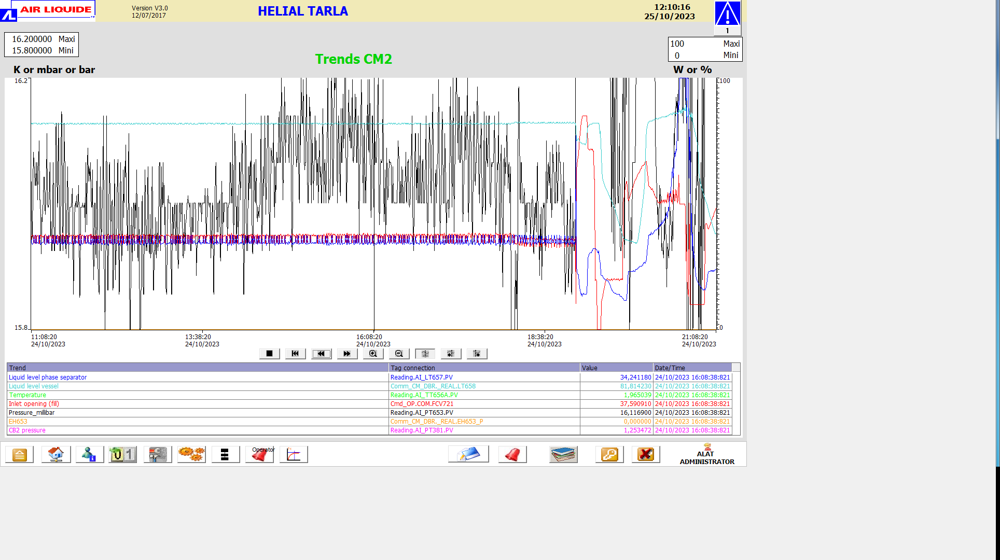 AIR LIQUIDE
Version V3.0
12/07/2017
HELIAL TARLA
12:10:16
25/10/2023
1
16.200000 Maxi
15.800000 Mini
100 Maxi
0 Mini
Trends CM2
K or mbar or bar
W or %
16.2
100
15.8
0
11:08:20
24/10/2023
13:38:20
24/10/2023
16:08:20
24/10/2023
18:38:20
24/10/2023
21:08:20
24/10/2023
Trend Tag connection Value Date/Time
Liquid level phase separator Reading.AI_LT657.PV 34,241180 24/10/2023 16:08:38:821
Liquid level vessel Comm_CM_DBR._REAL.LT658 81,814230 24/10/2023 16:08:38:821
Temperature Reading.AI_TT656A.PV 1,965039 24/10/2023 16:08:38:821
Inlet opening (fill) Cmd_OP.COM.FCV721 37,590910 24/10/2023 16:08:38:821
Pressure_millibar Reading.AI_PT653.PV 16,116900 24/10/2023 16:08:38:821
EH653 Comm_CM_DBR._REAL.EH653_P 0,000000 24/10/2023 16:08:38:821
CB2 pressure Reading.AI_PT381.PV 1,253472 24/10/2023 16:08:38:821
0 1
Operator
ALAT
ADMINISTRATOR